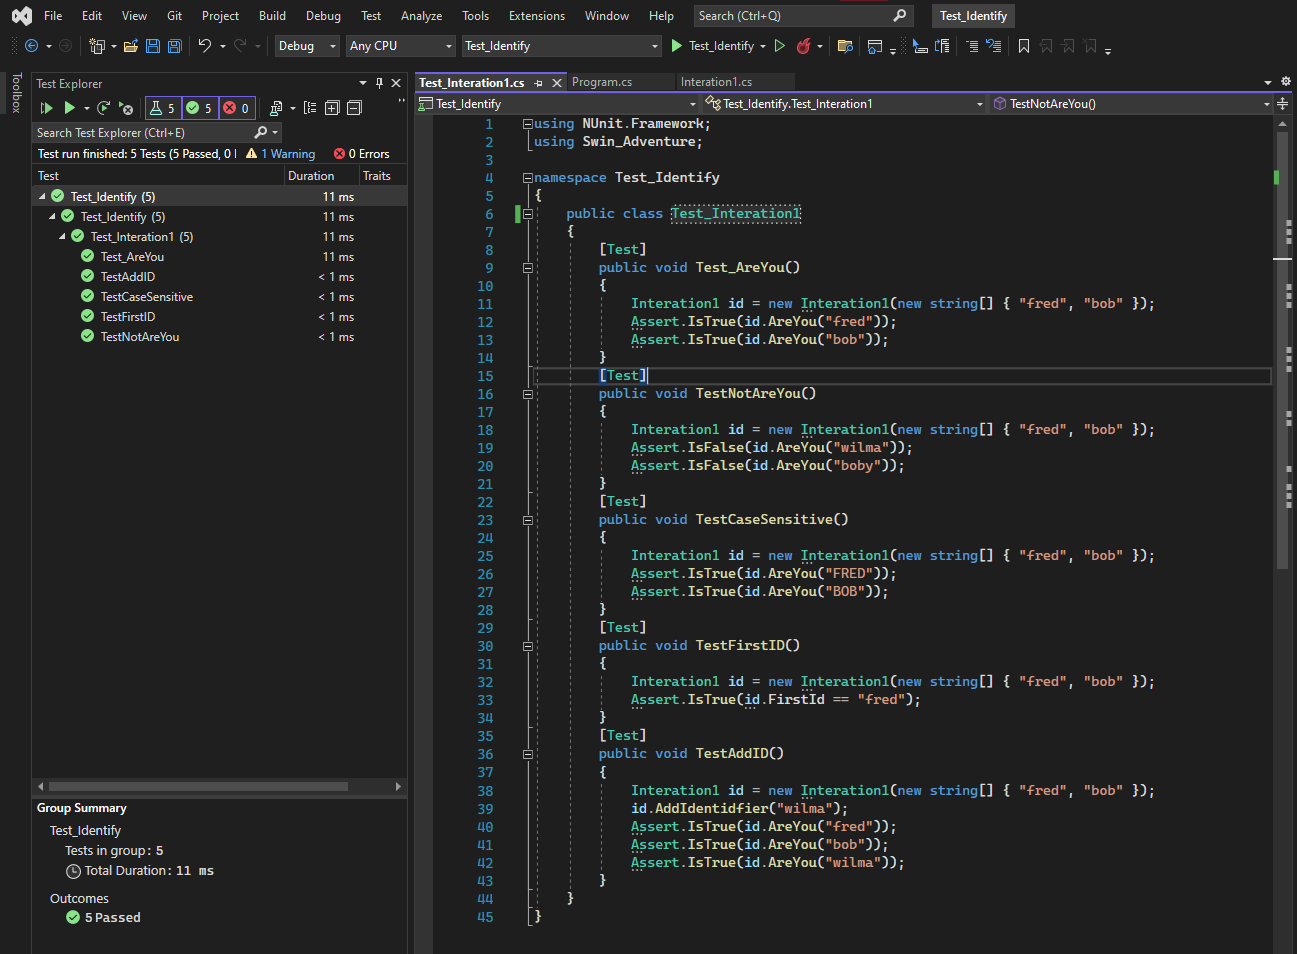 File Edit View Git Project Build Debug Test Analyze Tools Extensions Window Help Search (Ctrl+Q) Test_Identify
Debug Any CPU Test_Identify Test_Identify
Toolbox
Test Explorer
5 5 0
Search Test Explorer (Ctrl+E)
Test run finished: 5 Tests (5 Passed, 0 1 Warning 0 Errors
Test Duration Traits
Test_Identify (5) 11 ms
Test_Identify (5) 11 ms
Test_Interation1 (5) 11 ms
Test_AreYou 11 ms
TestAddID < 1 ms
TestCaseSensitive < 1 ms
TestFirstID < 1 ms
TestNotAreYou < 1 ms
Group Summary
Test_Identify
Tests in group: 5
Total Duration: 11 ms
Outcomes
5 Passed
Test_Interation1.cs Program.cs Interation1.cs
Test_Identify Test_Identify.Test_Interation1 TestNotAreYou()
1 using NUnit.Framework;
2 using Swin_Adventure;
3
4 namespace Test_Identify
5 {
6 public class Test_Interation1
7 {
8 [Test]
9 public void Test_AreYou()
10 {
11 Interation1 id = new Interation1(new string[] { "fred", "bob" });
12 Assert.IsTrue(id.AreYou("fred"));
13 Assert.IsTrue(id.AreYou("bob"));
14 }
15 [Test]
16 public void TestNotAreYou()
17 {
18 Interation1 id = new Interation1(new string[] { "fred", "bob" });
19 Assert.IsFalse(id.AreYou("wilma"));
20 Assert.IsFalse(id.AreYou("boby"));
21 }
22 [Test]
23 public void TestCaseSensitive()
24 {
25 Interation1 id = new Interation1(new string[] { "fred", "bob" });
26 Assert.IsTrue(id.AreYou("FRED"));
27 Assert.IsTrue(id.AreYou("BOB"));
28 }
29 [Test]
30 public void TestFirstID()
31 {
32 Interation1 id = new Interation1(new string[] { "fred", "bob" });
33 Assert.IsTrue(id.FirstId == "fred");
34 }
35 [Test]
36 public void TestAddID()
37 {
38 Interation1 id = new Interation1(new string[] { "fred", "bob" });
39 id.AddIdentidfier("wilma");
40 Assert.IsTrue(id.AreYou("fred"));
41 Assert.IsTrue(id.AreYou("bob"));
42 Assert.IsTrue(id.AreYou("wilma"));
43 }
44 }
45 }